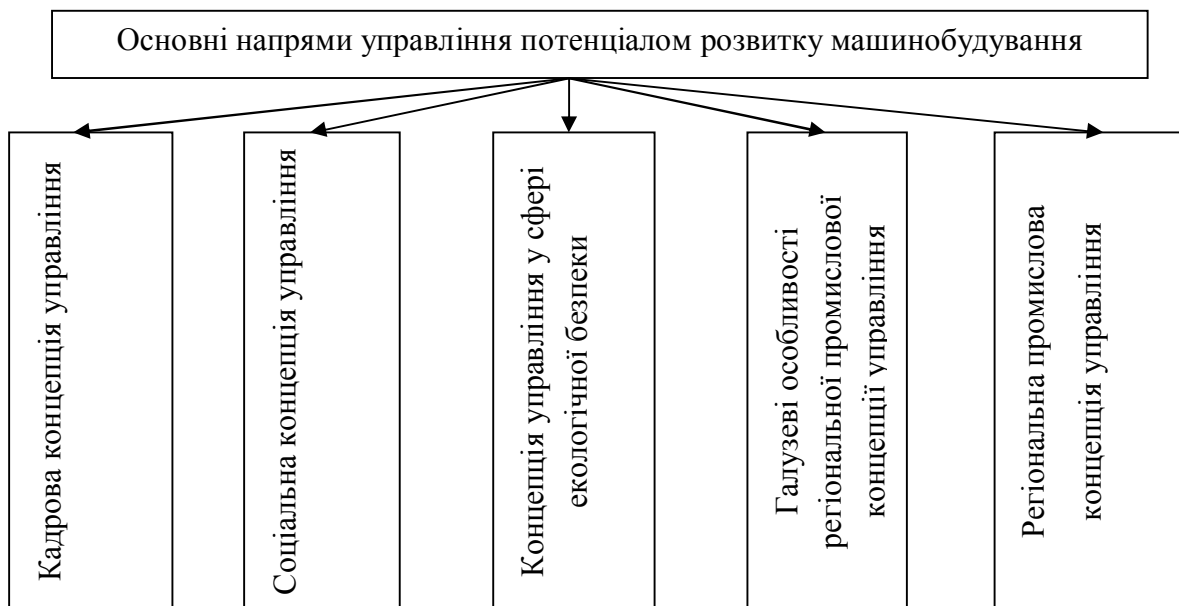 Основні напрями управління потенціалом розвитку машинобудування
Кадрова концепція управління
Соціальна концепція управління
Концепція управління у сфері
екологічної безпеки
Галузеві особливості
регіональної промислової
концепції управління
Регіональна промислова
концепція управління